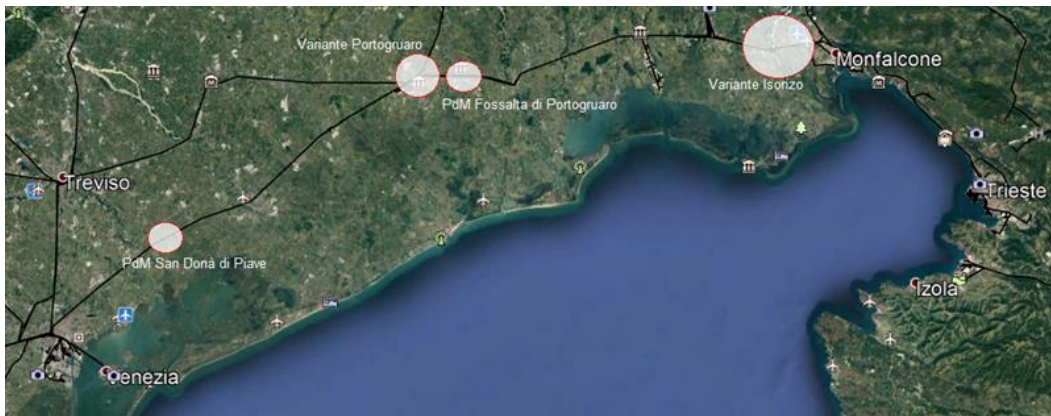 Variante Portogruaro
Monfalcone
Variante Isonzo
PdM Fossalta di Portogruaro
Treviso
Trieste
PdM San Donà di Piave
Izola
Venezia